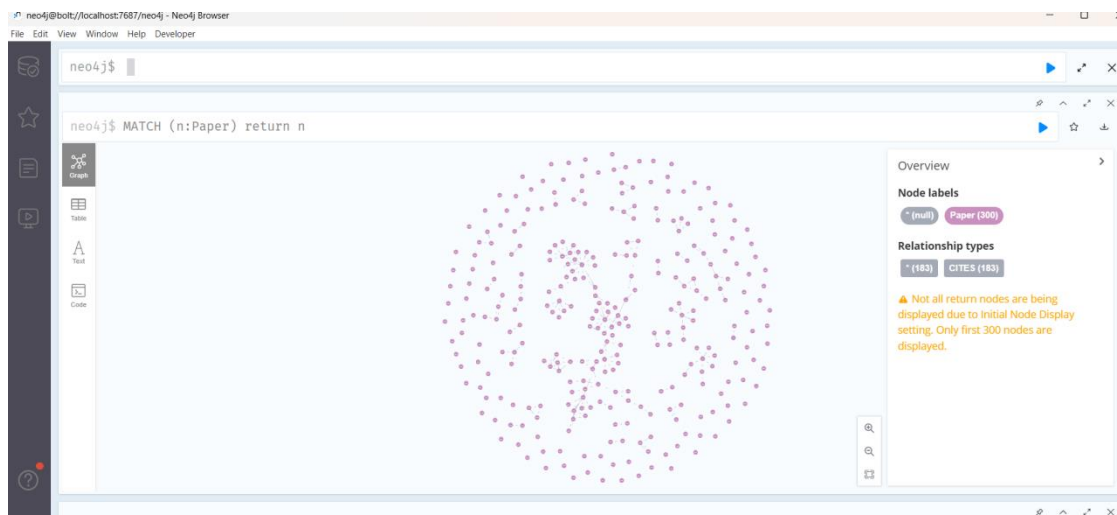 neo4j@bolt://localhost:7687/neo4j - Neo4j Browser
File Edit View Window Help Developer
neo4j$
neo4j$ MATCH (n:Paper) return n
Graph
Table
Text
Code
Overview
Node labels
* (null) Paper (300)
Relationship types
* (183) CITES (183)
Not all return nodes are being
displayed due to Initial Node Display
setting. Only first 300 nodes are
displayed.